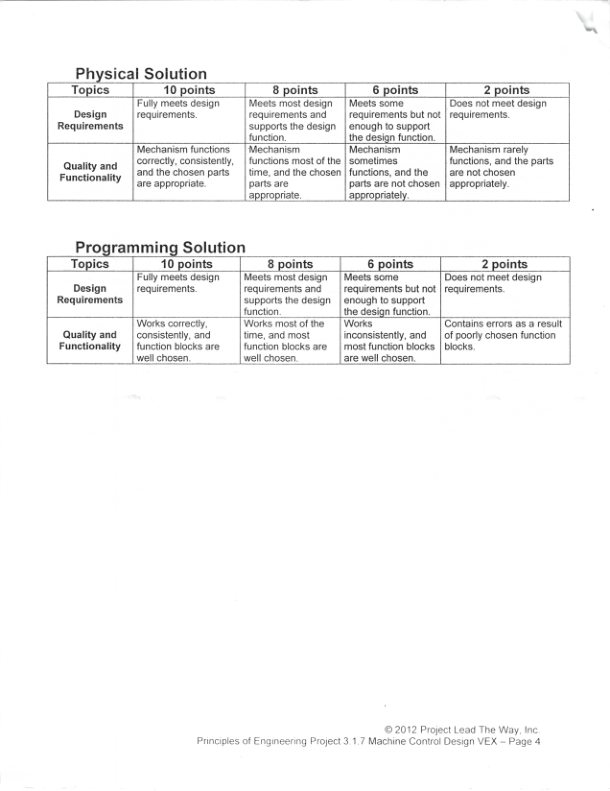 Physical Solution
Topics 10 points 8 points 6 points 2 points
Design Requirements
Fully meets design
requirements.
Meets most design
requirements and
supports the design
function.
Meets some
requirements but not
enough to support
the design function.
Does not meet design
requirements.
Quality and
Functionality
Mechanism functions
correctly, consistently,
and the chosen parts
are appropriate.
Mechanism
functions most of the
time, and the chosen
parts are
appropriate.
Mechanism
sometimes
functions, and the
parts are not chosen
appropriately.
Mechanism rarely
functions, and the parts
are not chosen
appropriately.
Programming Solution
Topics 10 points 8 points 6 points 2 points
Design
Requirements
Fully meets design
requirements.
Meets most design
requirements and
supports the design
function.
Meets some
requirements but not
enough to support
the design function.
Does not meet design
requirements.
Quality and
Functionality
Works correctly,
consistently, and
function blocks are
well chosen.
Works most of the
time, and most
function blocks are
well chosen.
Works
inconsistently, and
most function blocks
are well chosen.
Contains errors as a result
of poorly chosen function
blocks.
© 2012 Project Lead The Way, Inc.
Principles of Engineering Project 3.1.7 Machine Control Design VEX – Page 4